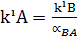 k¹A = k¹B / ∝BA